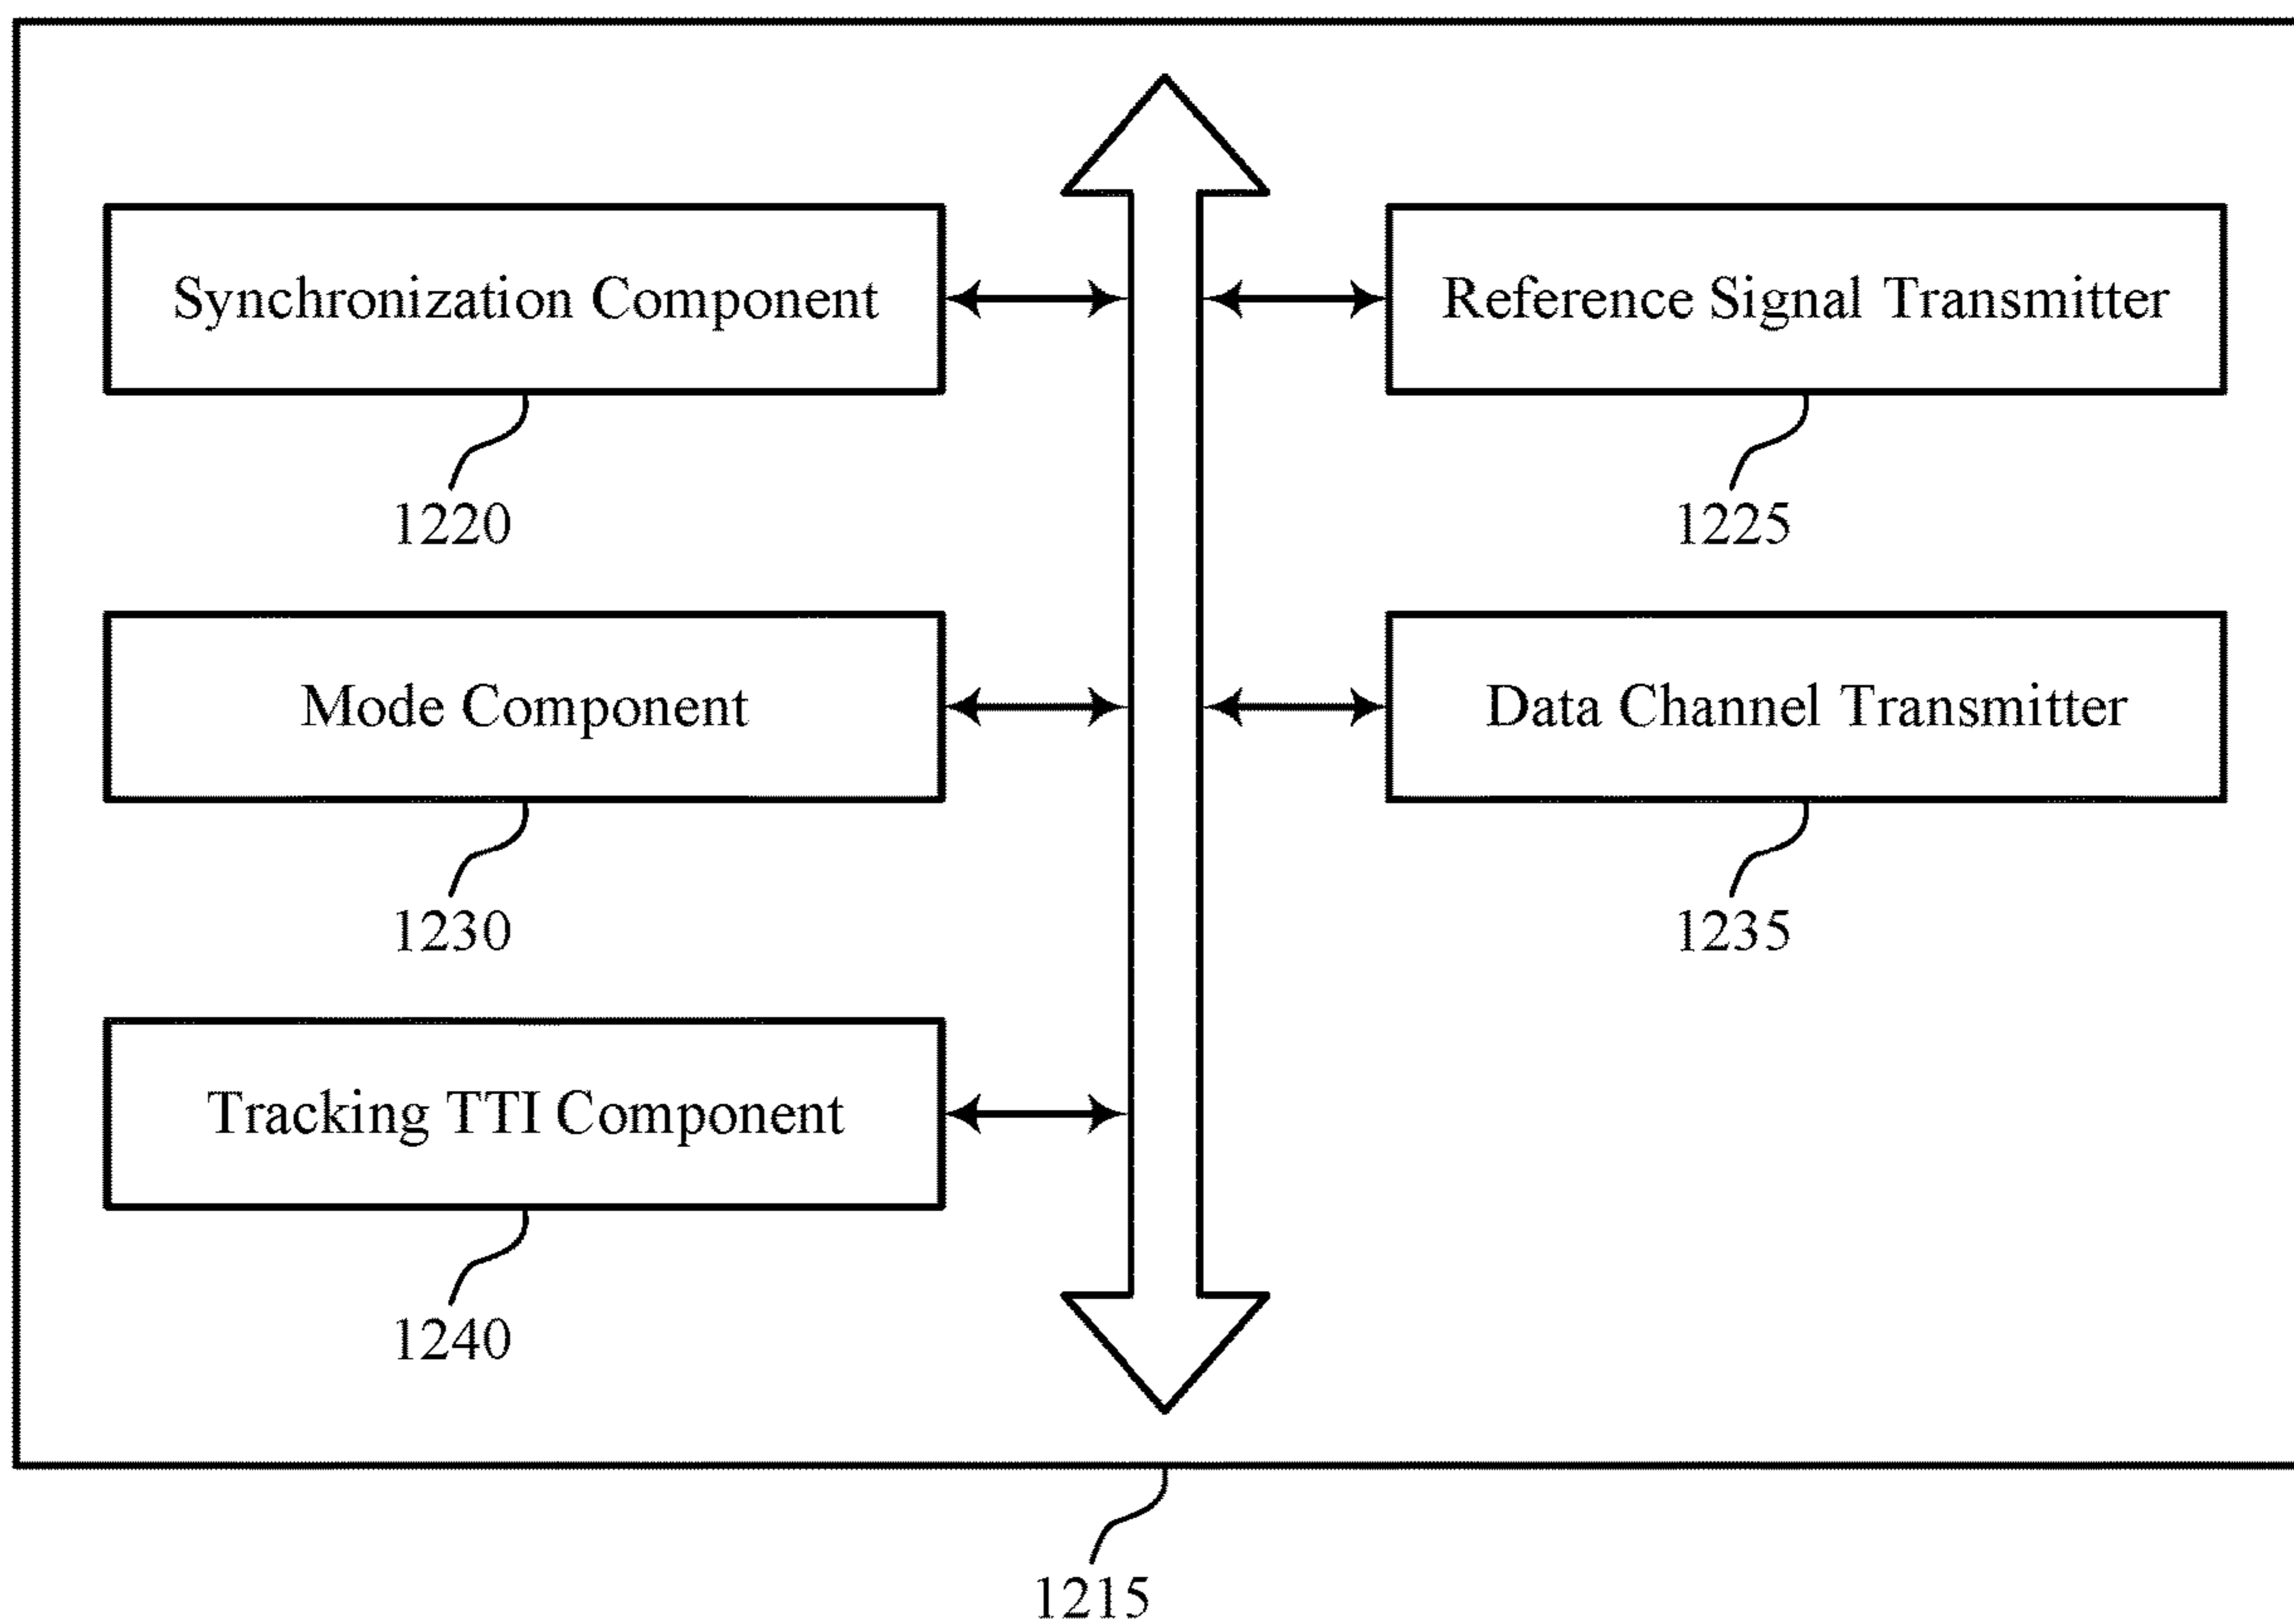 Synchronization Component
Reference Signal Transmitter
1220
1225
Mode Component
Data Channel Transmitter
1230
1235
Tracking TTI Component
1240
1215